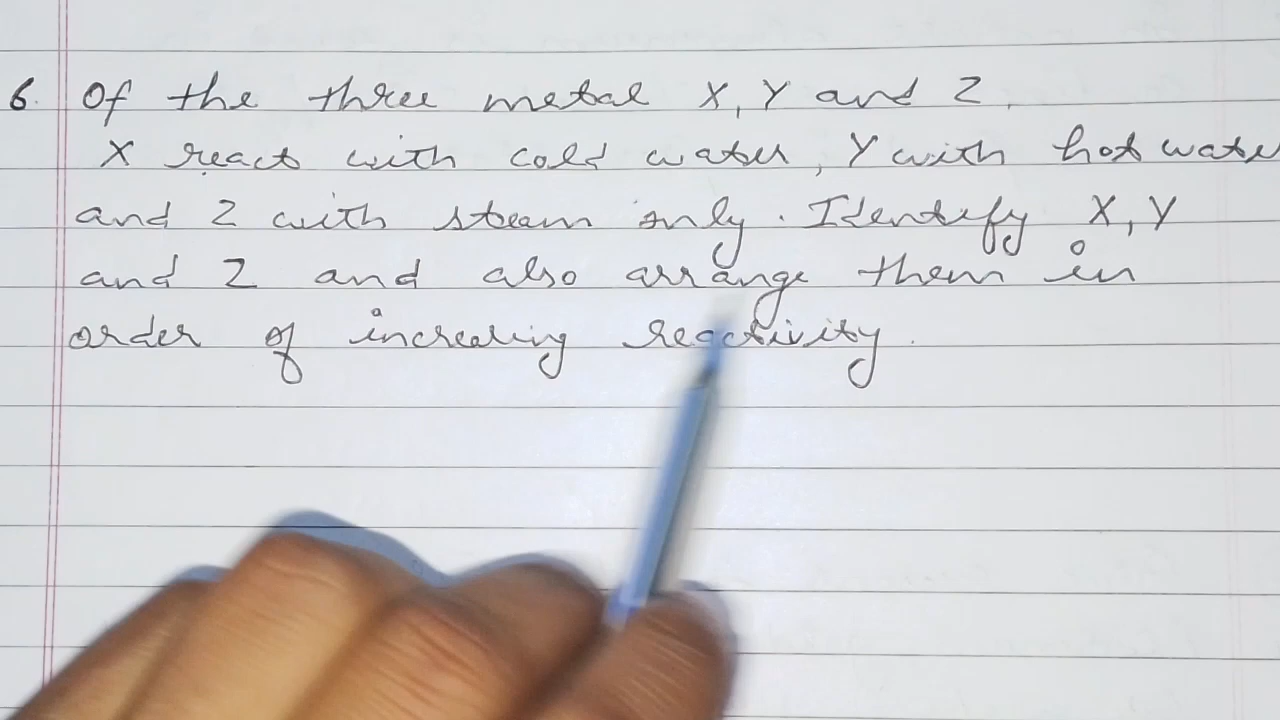 6. Of the three metal X, Y and Z.
X react with cold water, Y with hot wate
and Z with steam only. Identify X, Y
and Z and also arrange them in
order of increasing reactivity.